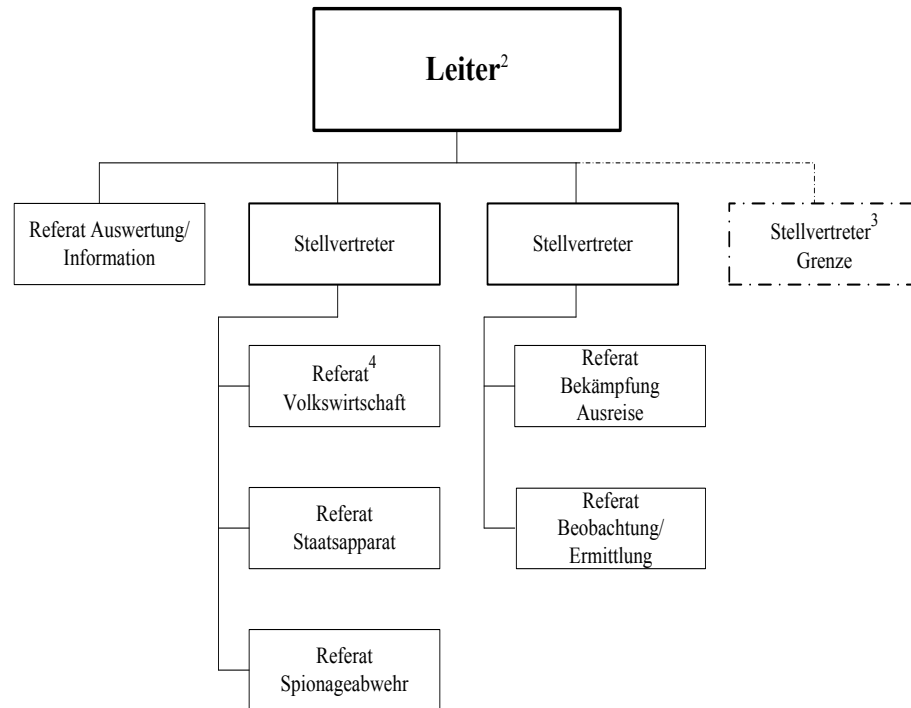 Leiter²
Referat Auswertung/
Information
Stellvertreter
Stellvertreter
Stellvertreter³
Grenze
Referat⁴
Volkswirtschaft
Referat
Bekämpfung
Ausreise
Referat
Staatsapparat
Referat
Beobachtung/
Ermittlung
Referat
Spionageabwehr